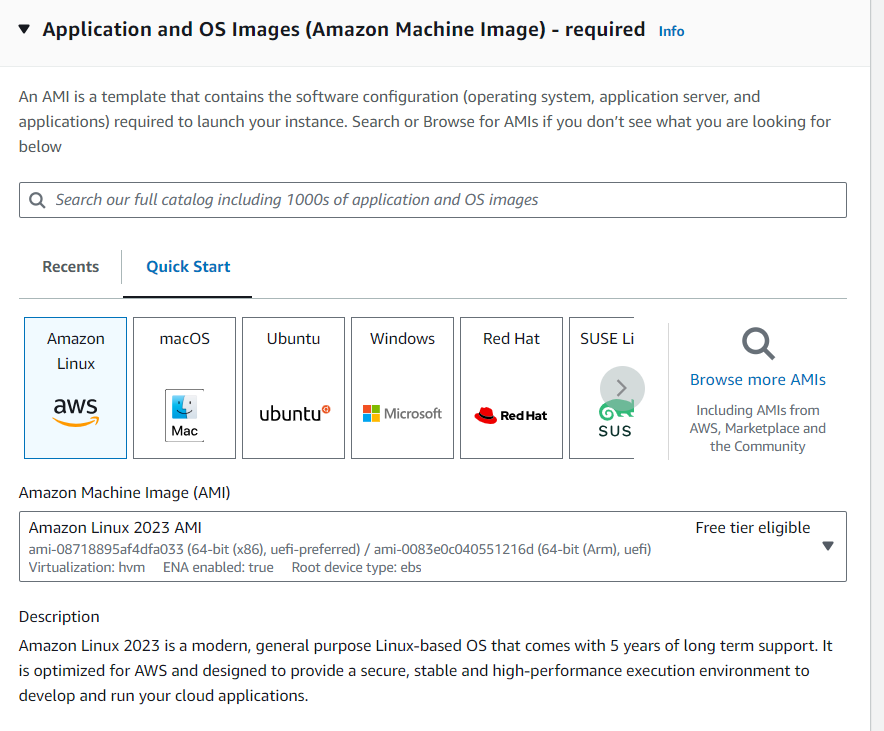 Application and OS Images (Amazon Machine Image) - required Info
An AMI is a template that contains the software configuration (operating system, application server, and
applications) required to launch your instance. Search or Browse for AMIs if you don't see what you are looking for
below
Search our full catalog including 1000s of application and OS images
Recents
Quick Start
Amazon
Linux
aws
macOS
Mac
Ubuntu
ubuntu
Windows
Microsoft
Red Hat
Red Hat
SUSE Li
SUS
Browse more AMIs
Including AMIs from
AWS, Marketplace and
the Community
Amazon Machine Image (AMI)
Amazon Linux 2023 AMI
Free tier eligible
ami-08718895af4dfa033 (64-bit (x86), uefi-preferred) / ami-0083e0c040551216d (64-bit (Arm), uefi)
Virtualization: hvm ENA enabled: true Root device type: ebs
Description
Amazon Linux 2023 is a modern, general purpose Linux-based OS that comes with 5 years of long term support. It
is optimized for AWS and designed to provide a secure, stable and high-performance execution environment to
develop and run your cloud applications.